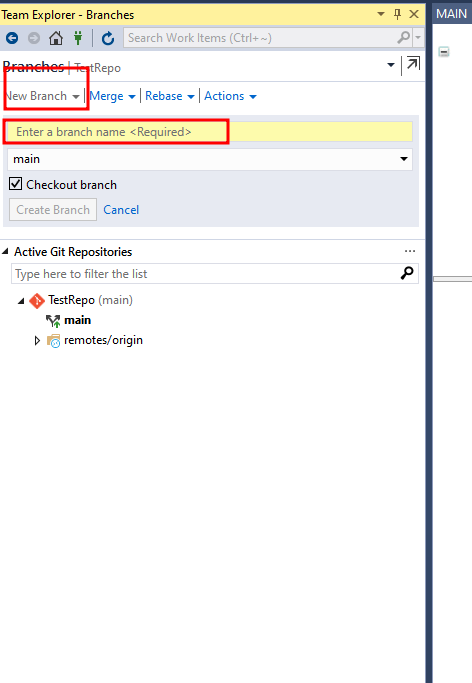 Team Explorer - Branches
MAIN
Search Work Items (Ctrl+~)
Branches | TestRepo
New Branch | Merge | Rebase | Actions
Enter a branch name <Required>
main
Checkout branch
Create Branch Cancel
Active Git Repositories
Type here to filter the list
TestRepo (main)
main
remotes/origin